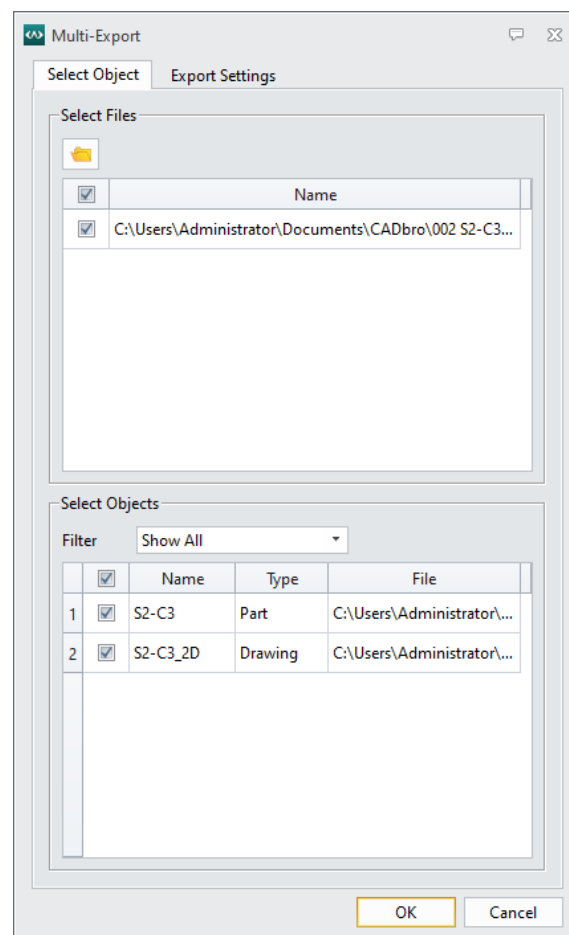 Multi-Export
Select Object Export Settings
Select Files
Name
C:\Users\Administrator\Documents\CADbro\002 S2-C3...
Select Objects
Filter Show All
Name Type File
1 S2-C3 Part C:\Users\Administrator\...
2 S2-C3_2D Drawing C:\Users\Administrator\...
OK Cancel